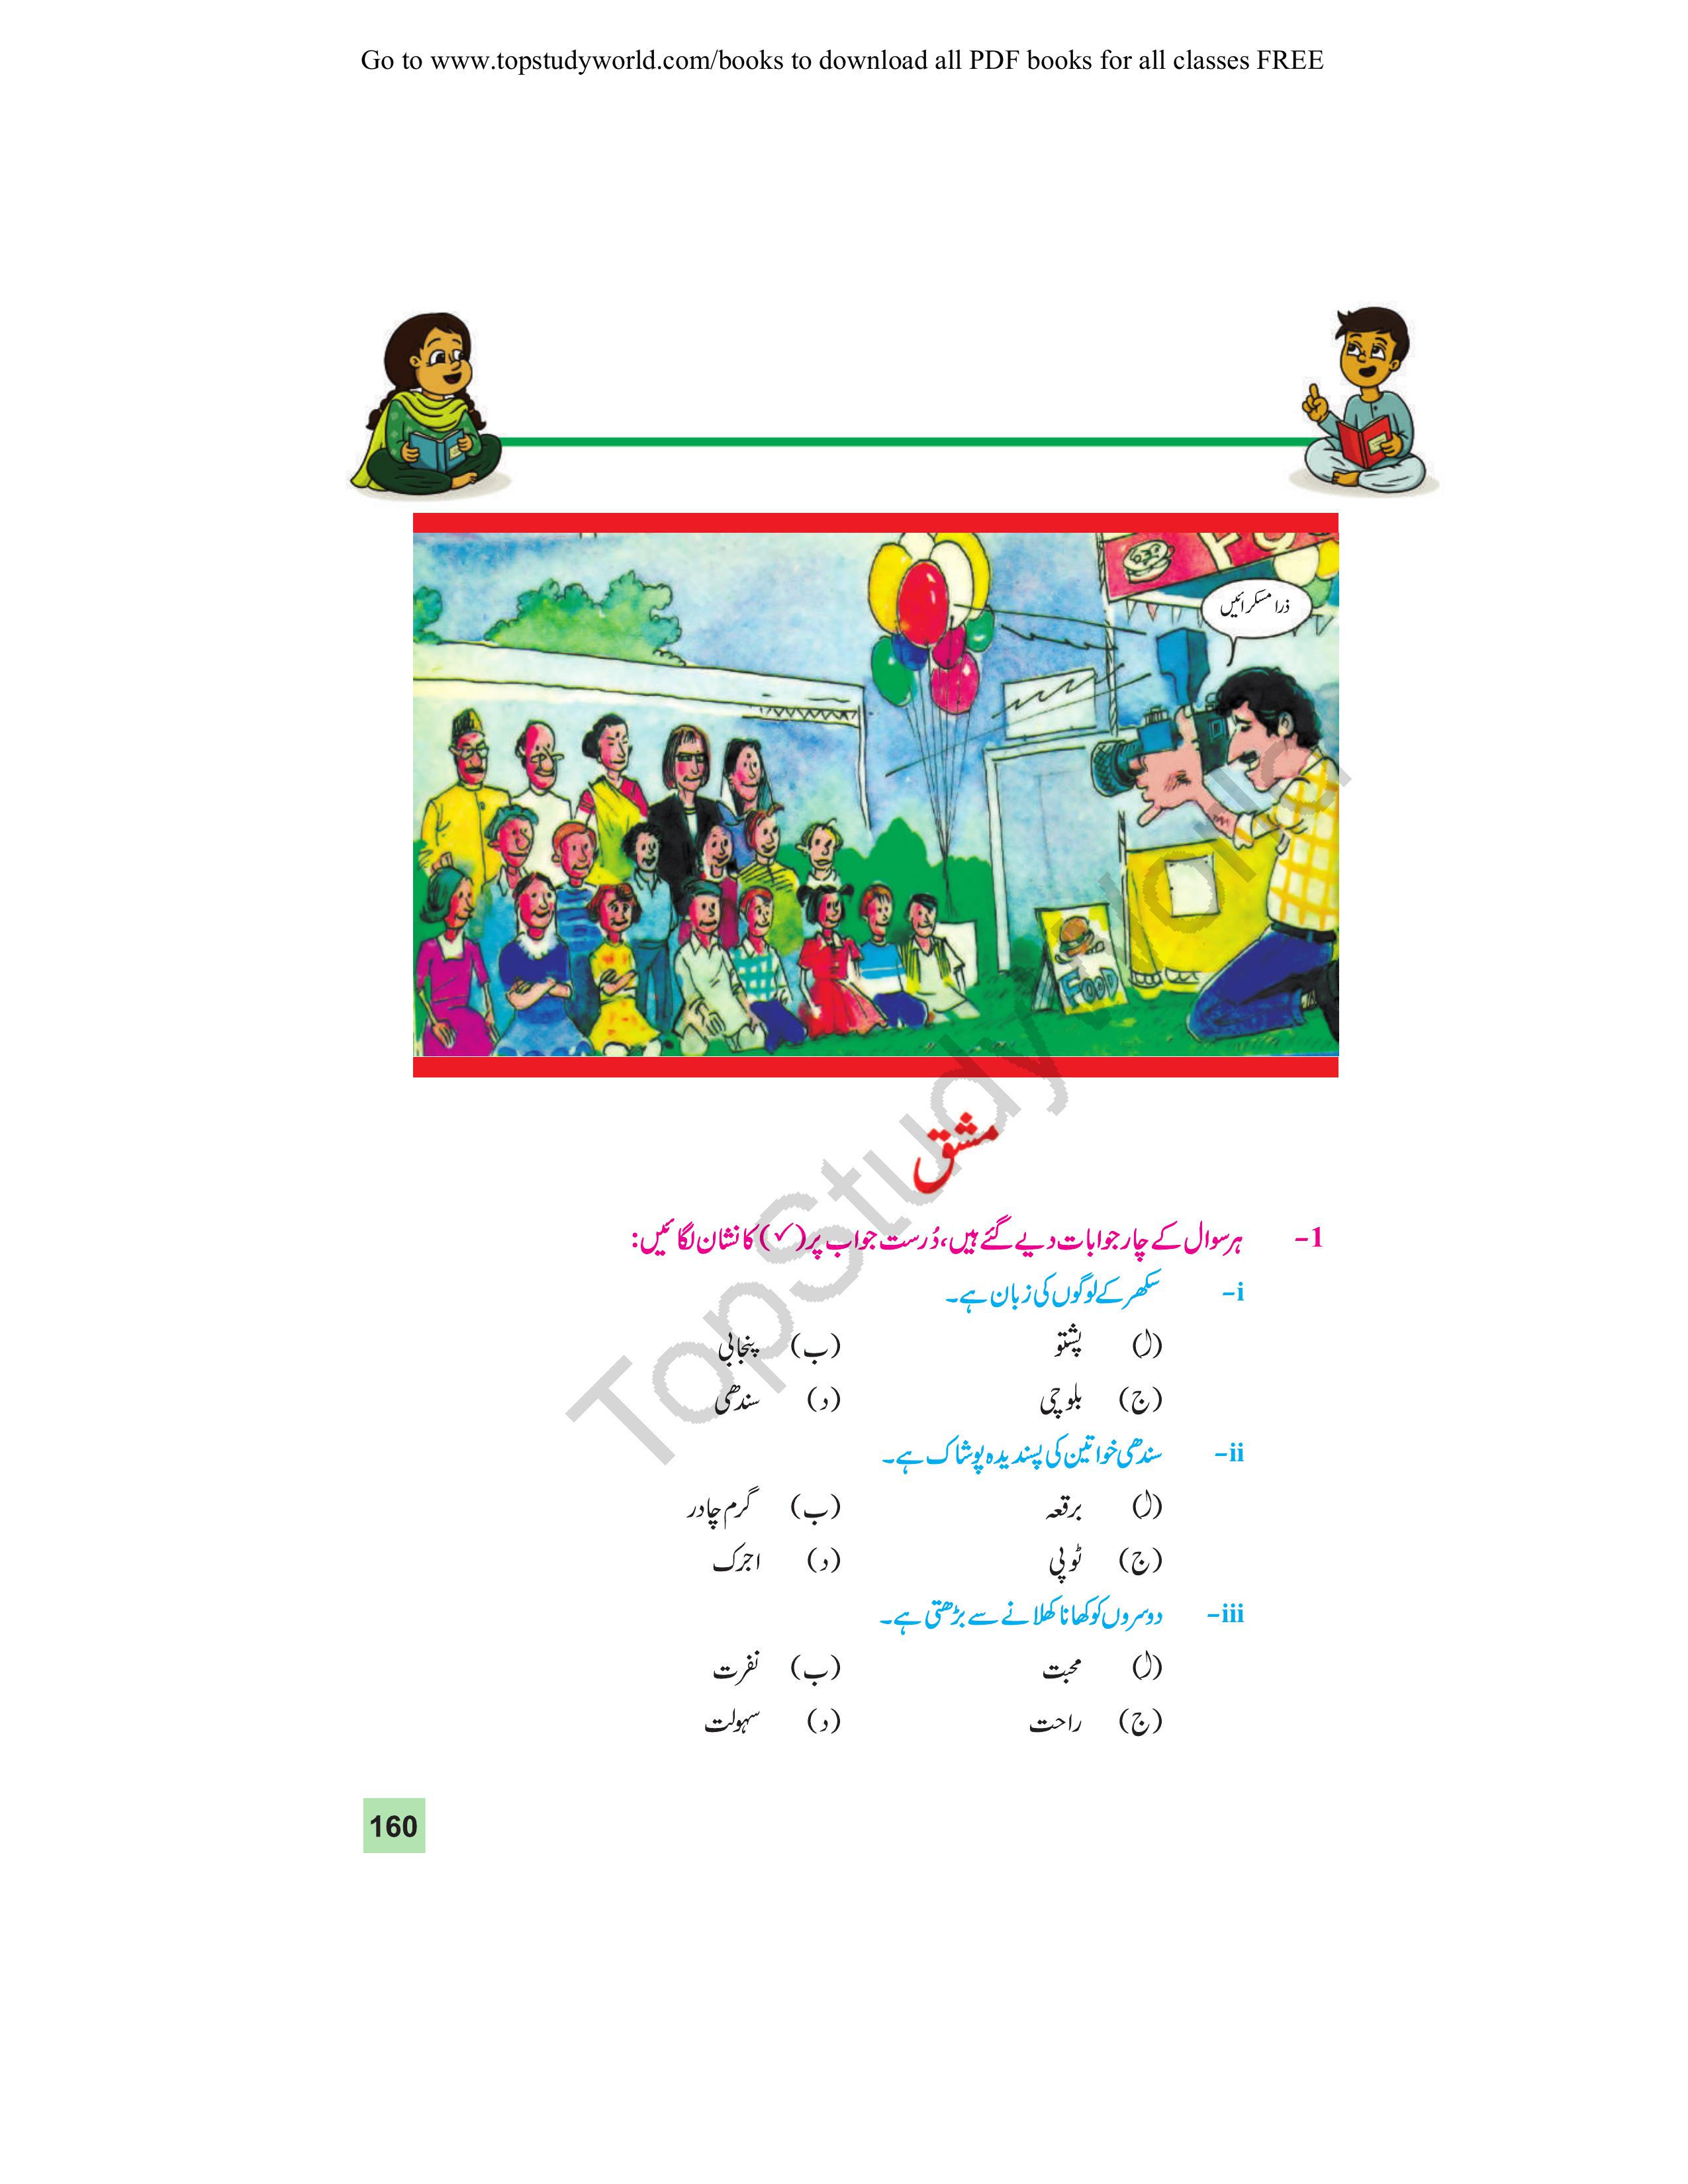 Go to www.topstudyworld.com/books to download all PDF books for all classes FREE
FOO
ذرا مسکرائیں
FOOD
TopStudyWorld
مشق
1- ہر سوال کے چار جوابات دیے گئے ہیں، دُرست جواب پر (✓) کا نشان لگائیں:
i- سکھر کے لوگوں کی زبان ہے۔
(ا) پشتو (ب) پنجابی
(ج) بلوچی (د) سندھی
ii- سندھی خواتین کی پسندیدہ پوشاک ہے۔
(ا) برقعہ (ب) گرم چادر
(ج) ٹوپی (د) اجرک
iii- دوسروں کو کھانا کھلانے سے بڑھتی ہے۔
(ا) محبت (ب) نفرت
(ج) راحت (د) سہولت
160